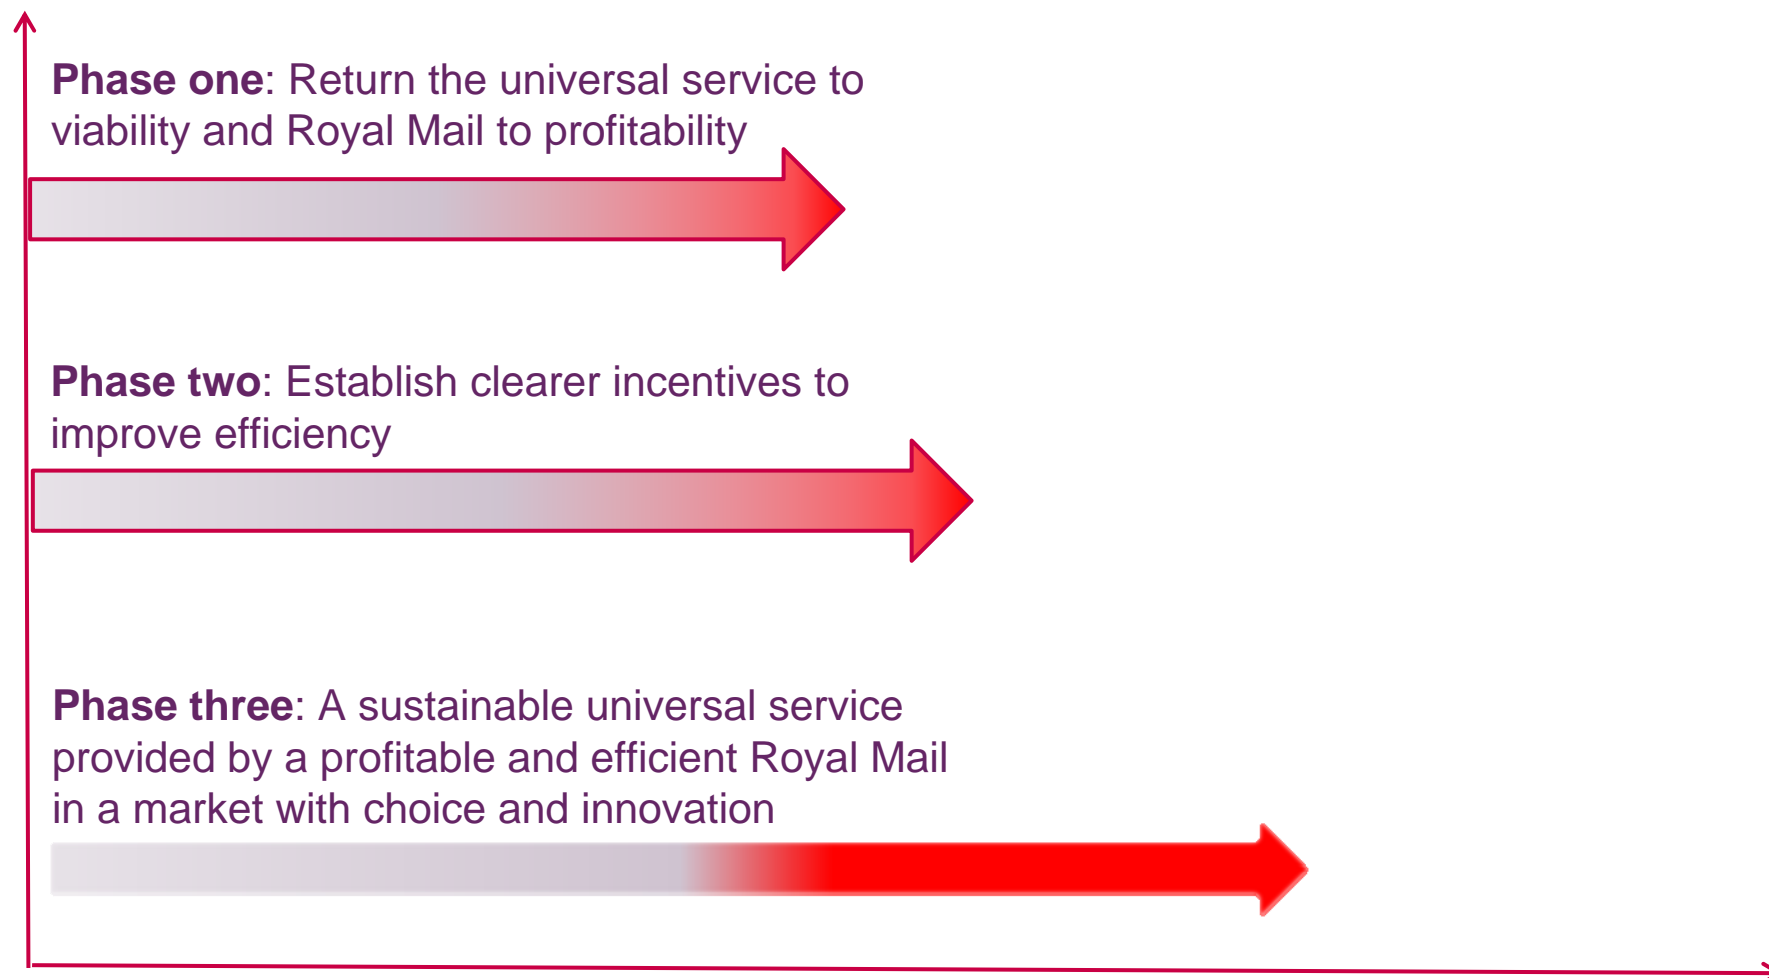 Phase one: Return the universal service to
viability and Royal Mail to profitability
Phase two: Establish clearer incentives to
improve efficiency
Phase three: A sustainable universal service
provided by a profitable and efficient Royal Mail
in a market with choice and innovation